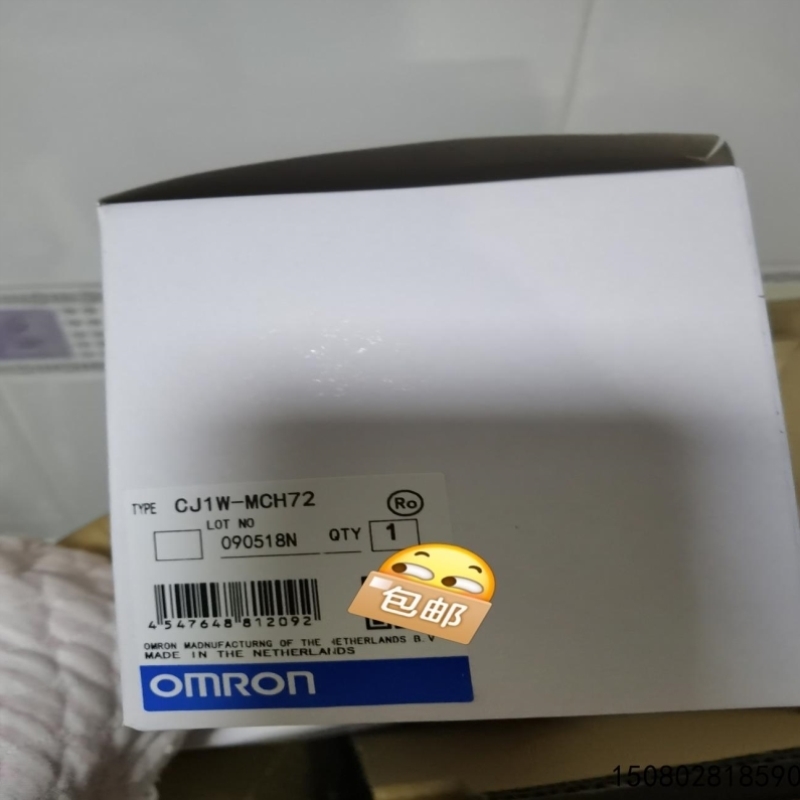 TYPE CJ1W-MCH72 Ro
LOT NO
090518N QTY 1
包邮
4 547648 812092
OMRON MADNUFACTURNG OF THE NETHERLANDS B.V
MADE IN THE NETHERLANDS
OMRON
15080281859０